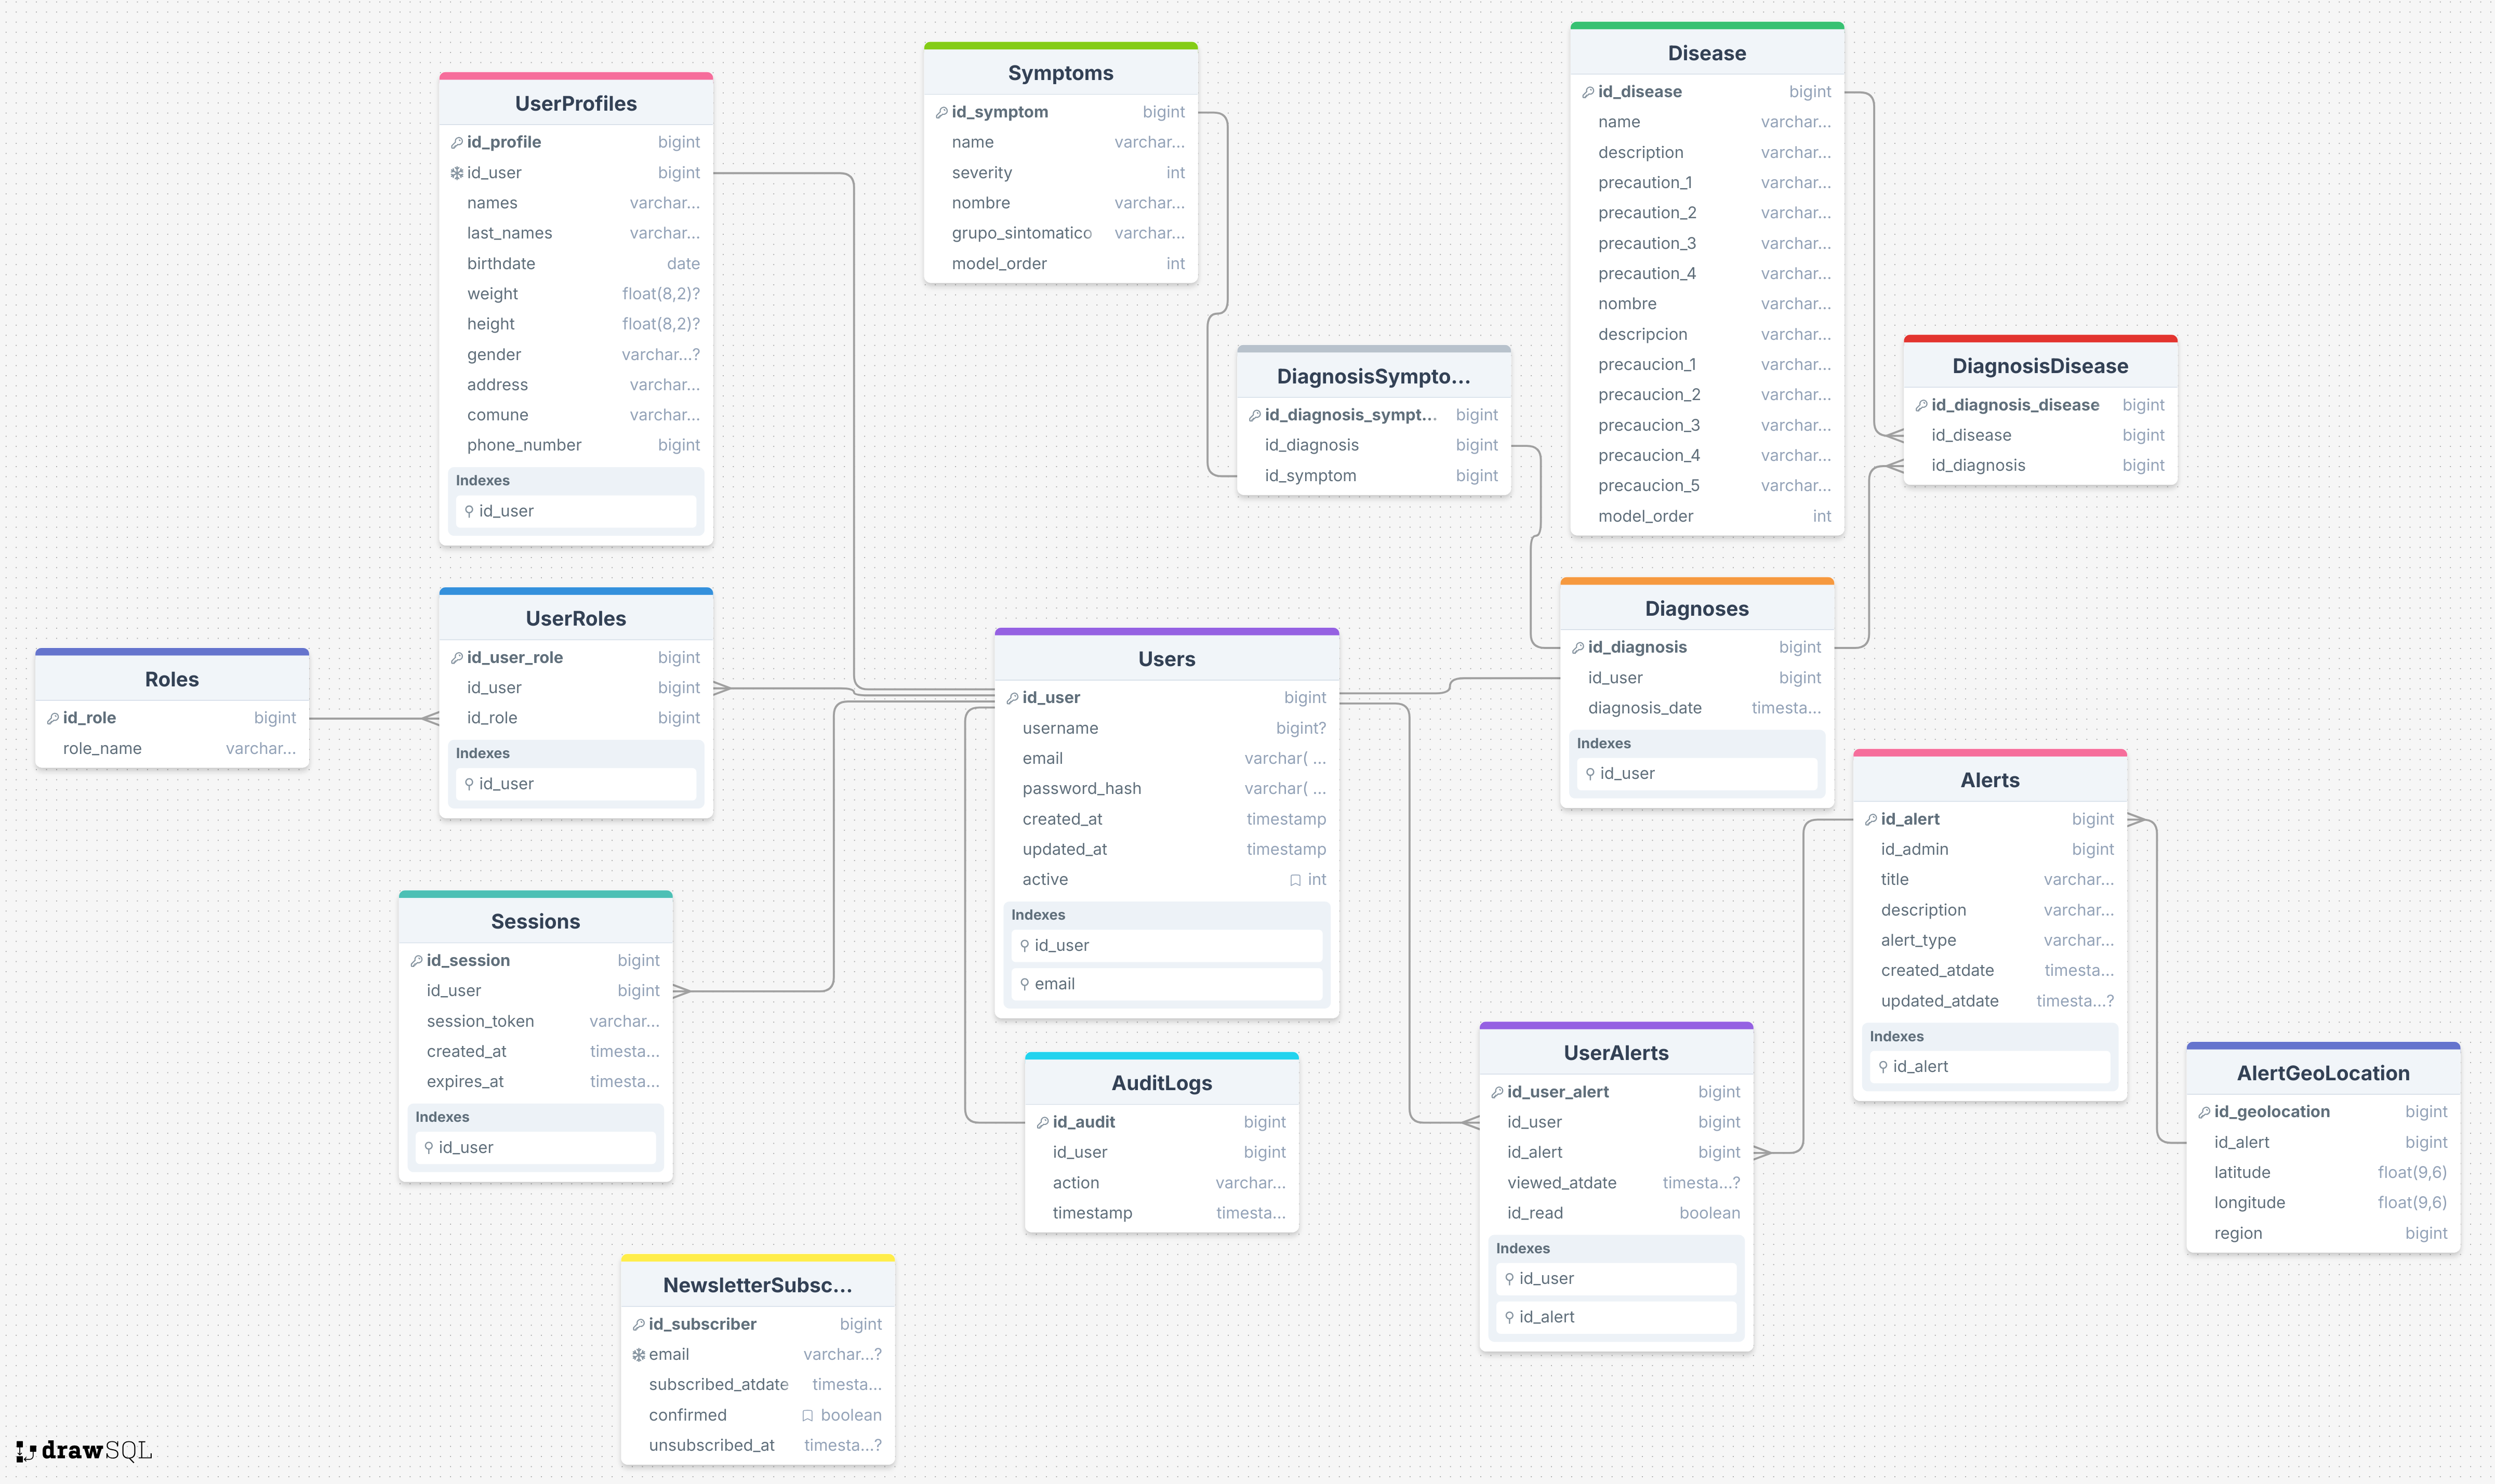 UserProfiles
id_profile bigint
id_user bigint
names varchar...
last_names varchar...
birthdate date
weight float(8,2)?
height float(8,2)?
gender varchar...?
address varchar...
comune varchar...
phone_number bigint
Indexes
id_user
Symptoms
id_symptom bigint
name varchar...
severity int
nombre varchar...
grupo_sintomatico varchar...
model_order int
Disease
id_disease bigint
name varchar...
description varchar...
precaution_1 varchar...
precaution_2 varchar...
precaution_3 varchar...
precaution_4 varchar...
nombre varchar...
descripcion varchar...
precaucion_1 varchar...
precaucion_2 varchar...
precaucion_3 varchar...
precaucion_4 varchar...
precaucion_5 varchar...
model_order int
DiagnosisSympto...
id_diagnosis_sympt... bigint
id_diagnosis bigint
id_symptom bigint
DiagnosisDisease
id_diagnosis_disease bigint
id_disease bigint
id_diagnosis bigint
Roles
id_role bigint
role_name varchar...
UserRoles
id_user_role bigint
id_user bigint
id_role bigint
Indexes
id_user
Users
id_user bigint
username bigint?
email varchar( ...
password_hash varchar( ...
created_at timestamp
updated_at timestamp
active int
Indexes
id_user
email
Diagnoses
id_diagnosis bigint
id_user bigint
diagnosis_date timesta...
Indexes
id_user
Alerts
id_alert bigint
id_admin bigint
title varchar...
description varchar...
alert_type varchar...
created_atdate timesta...
updated_atdate timesta...?
Indexes
id_alert
Sessions
id_session bigint
id_user bigint
session_token varchar...
created_at timesta...
expires_at timesta...
Indexes
id_user
AuditLogs
id_audit bigint
id_user bigint
action varchar...
timestamp timesta...
UserAlerts
id_user_alert bigint
id_user bigint
id_alert bigint
viewed_atdate timesta...?
id_read boolean
Indexes
id_user
id_alert
AlertGeoLocation
id_geolocation bigint
id_alert bigint
latitude float(9,6)
longitude float(9,6)
region bigint
NewsletterSubsc...
id_subscriber bigint
email varchar...?
subscribed_atdate timesta...
confirmed boolean
unsubscribed_at timesta...?
drawSQL